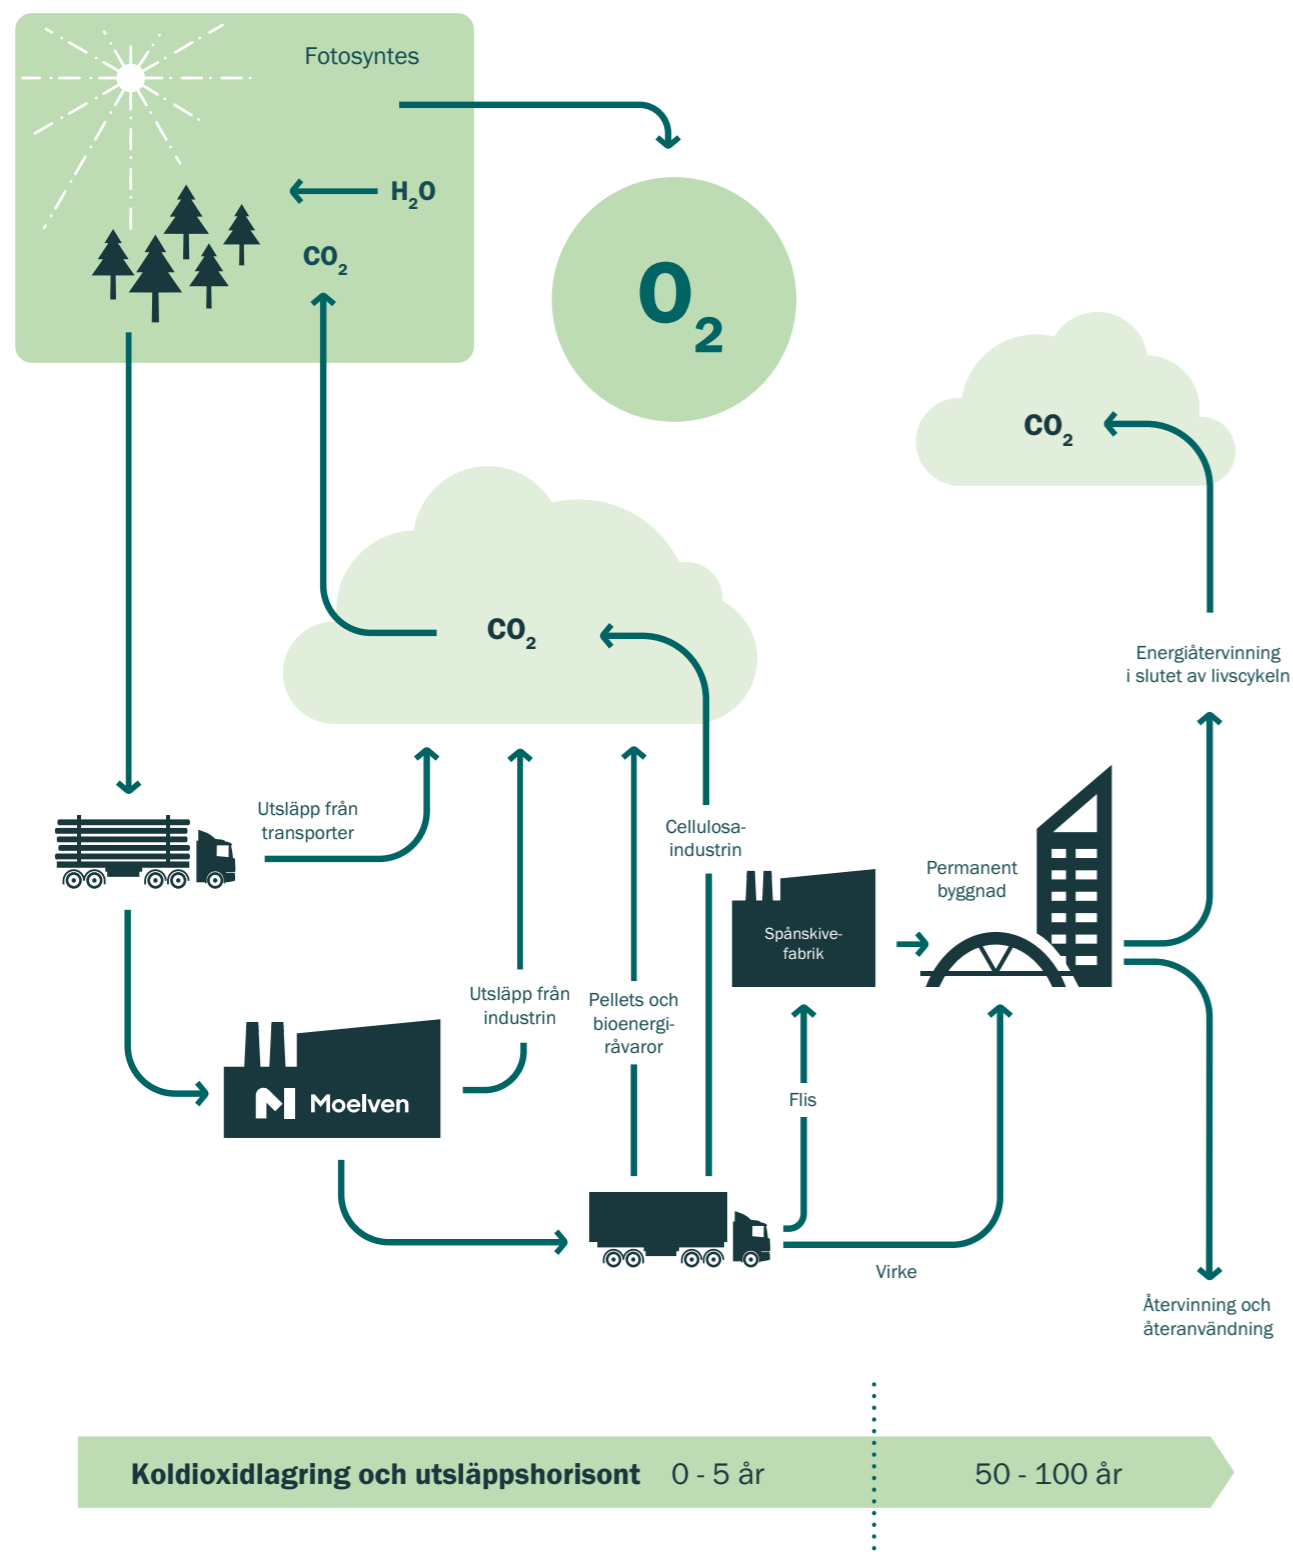 Fotosyntes
H₂O
CO₂
O₂
CO₂
CO₂
Energiåtervinning
i slutet av livscykeln
Utsläpp från
transporter
Cellulosa-
industrin
Permanent
byggnad
Spånskive-
fabrik
Utsläpp från
industrin
Pellets och
bioenergi-
råvaror
Moelven
Flis
Virke
Återvinning och
återanvändning
Koldioxidlagring och utsläppshorisont 0 - 5 år
50 - 100 år